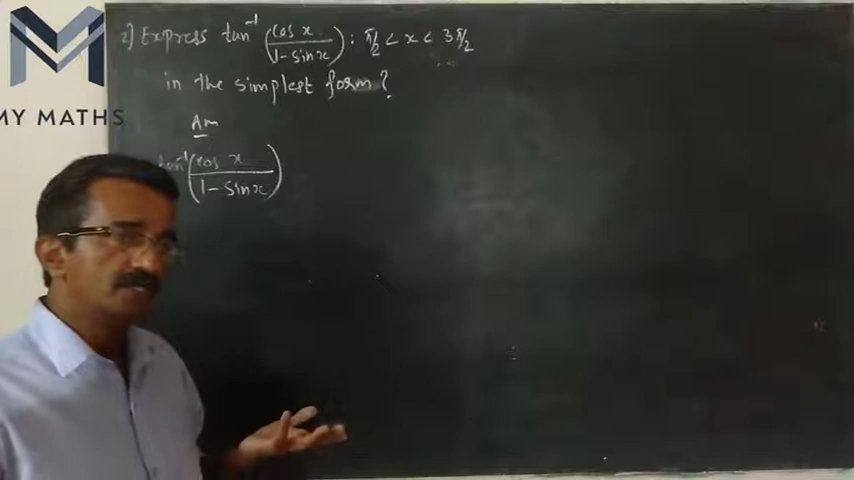 2) Express tan⁻¹ (cos x / 1 - sin x) : π/2 < x < 3π/2
in the simplest form ?
Ans
tan⁻¹ (cos x / 1 - sin x)
M
MY MATHS